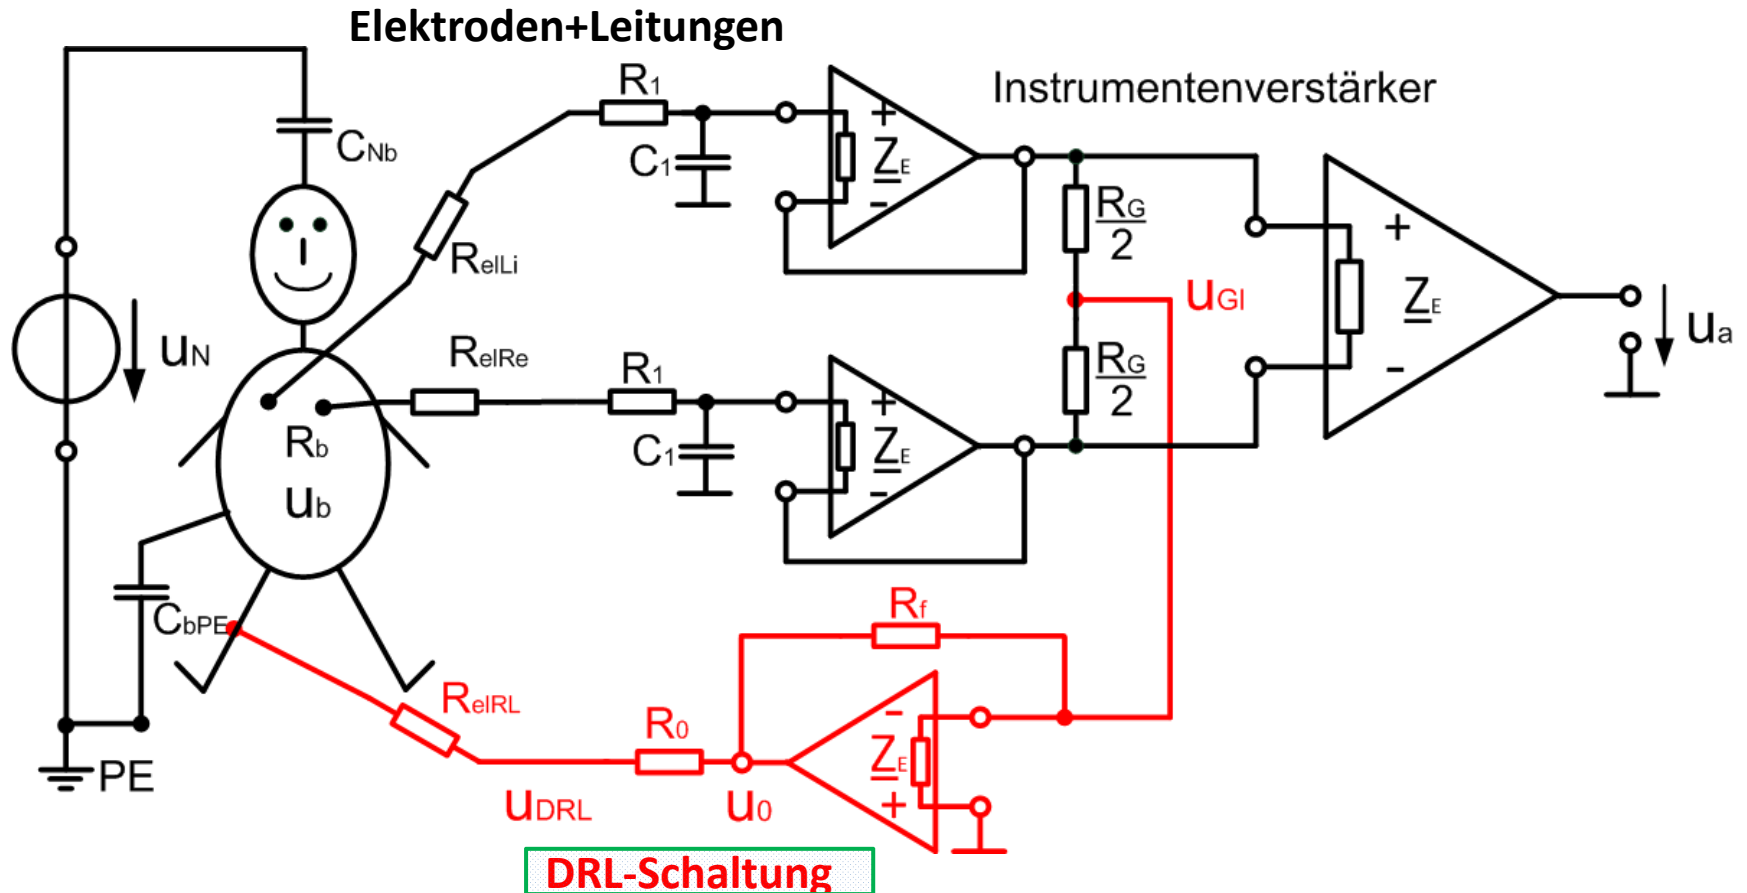 Elektroden+Leitungen
R1
Instrumentenverstärker
CNb
C1
+
ZE
-
RG
2
RelLi
+
uGI
ZE
uN
ua
RelRe
R1
RG
2
-
+
Rb
C1
ZE
ub
-
Rf
CbPE
RelRL
R0
-
ZE
PE
uDRL
u0
+
DRL-Schaltung